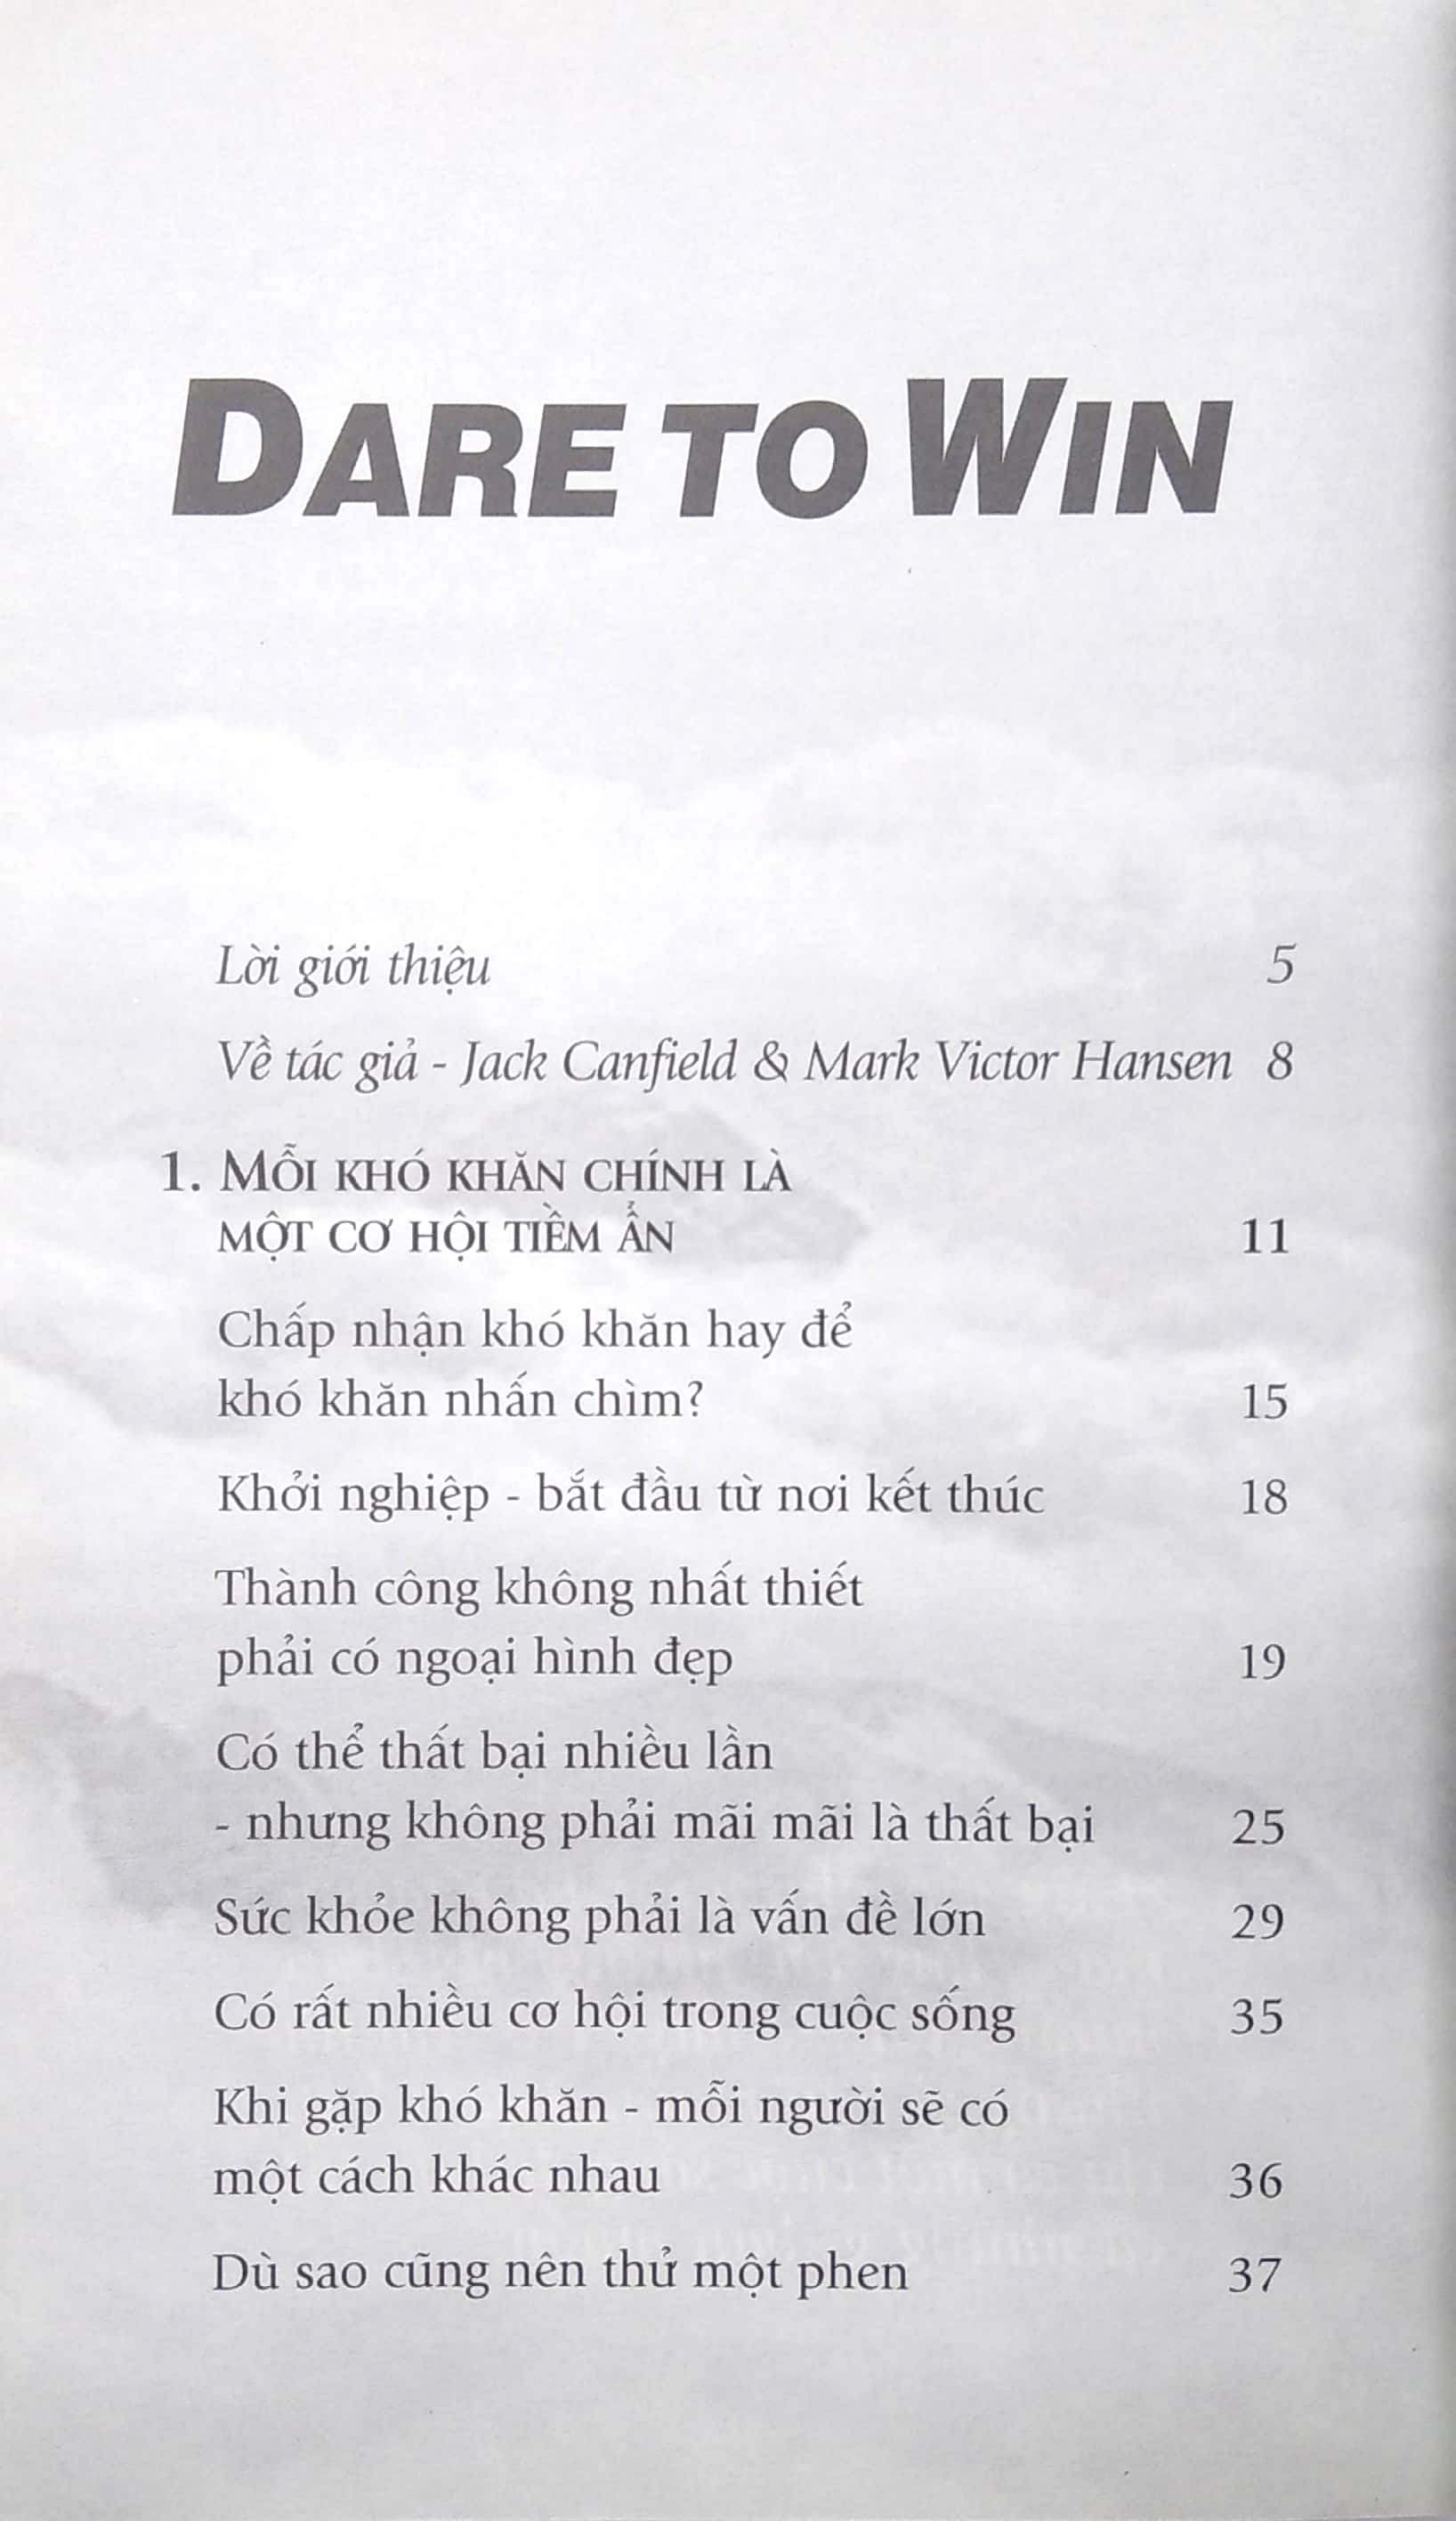 DARE TO WIN
Lời giới thiệu 5
Về tác giả - Jack Canfield & Mark Victor Hansen 8
1. MỖI KHÓ KHĂN CHÍNH LÀ
MỘT CƠ HỘI TIỀM ẨN 11
Chấp nhận khó khăn hay để
khó khăn nhấn chìm? 15
Khởi nghiệp - bắt đầu từ nơi kết thúc 18
Thành công không nhất thiết
phải có ngoại hình đẹp 19
Có thể thất bại nhiều lần
- nhưng không phải mãi mãi là thất bại 25
Sức khỏe không phải là vấn đề lớn 29
Có rất nhiều cơ hội trong cuộc sống 35
Khi gặp khó khăn - mỗi người sẽ có
một cách khác nhau 36
Dù sao cũng nên thử một phen 37